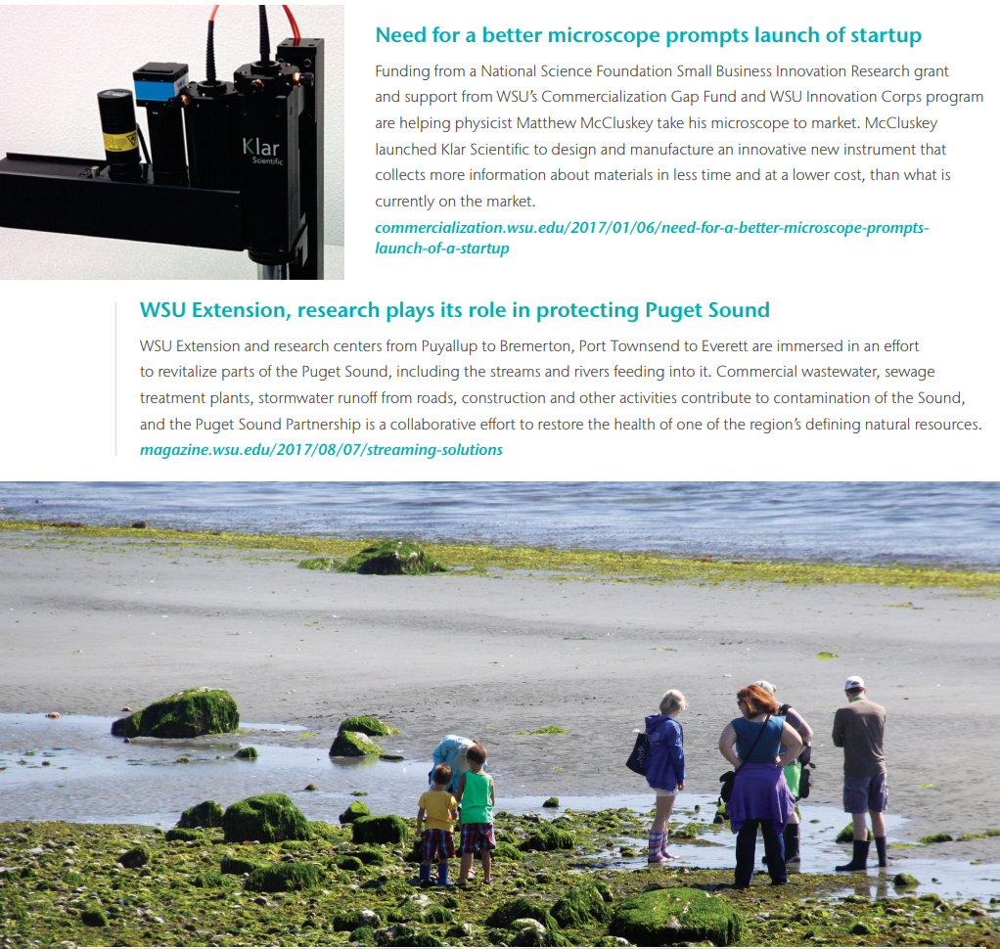 Klar
Scientific
Need for a better microscope prompts launch of startup
Funding from a National Science Foundation Small Business Innovation Research grant
and support from WSU's Commercialization Gap Fund and WSU Innovation Corps program
are helping physicist Matthew McCluskey take his microscope to market. McCluskey
launched Klar Scientific to design and manufacture an innovative new instrument that
collects more information about materials in less time and at a lower cost, than what is
currently on the market.
commercialization.wsu.edu/2017/01/06/need-for-a-better-microscope-prompts-
launch-of-a-startup
WSU Extension, research plays its role in protecting Puget Sound
WSU Extension and research centers from Puyallup to Bremerton, Port Townsend to Everett are immersed in an effort
to revitalize parts of the Puget Sound, including the streams and rivers feeding into it. Commercial wastewater, sewage
treatment plants, stormwater runoff from roads, construction and other activities contribute to contamination of the Sound,
and the Puget Sound Partnership is a collaborative effort to restore the health of one of the region's defining natural resources.
magazine.wsu.edu/2017/08/07/streaming-solutions